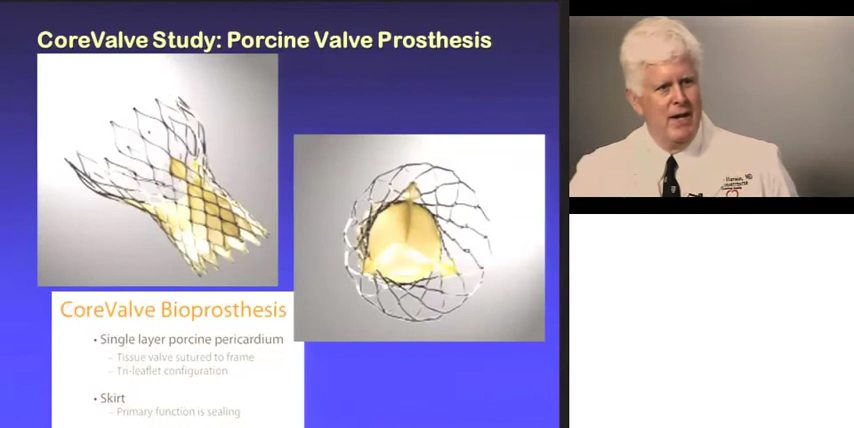 CoreValve Study: Porcine Valve Prosthesis
CoreValve Bioprosthesis
• Single layer porcine pericardium
– Tissue valve sutured to frame
– Tri-leaflet configuration
• Skirt
– Primary function is sealing
MD